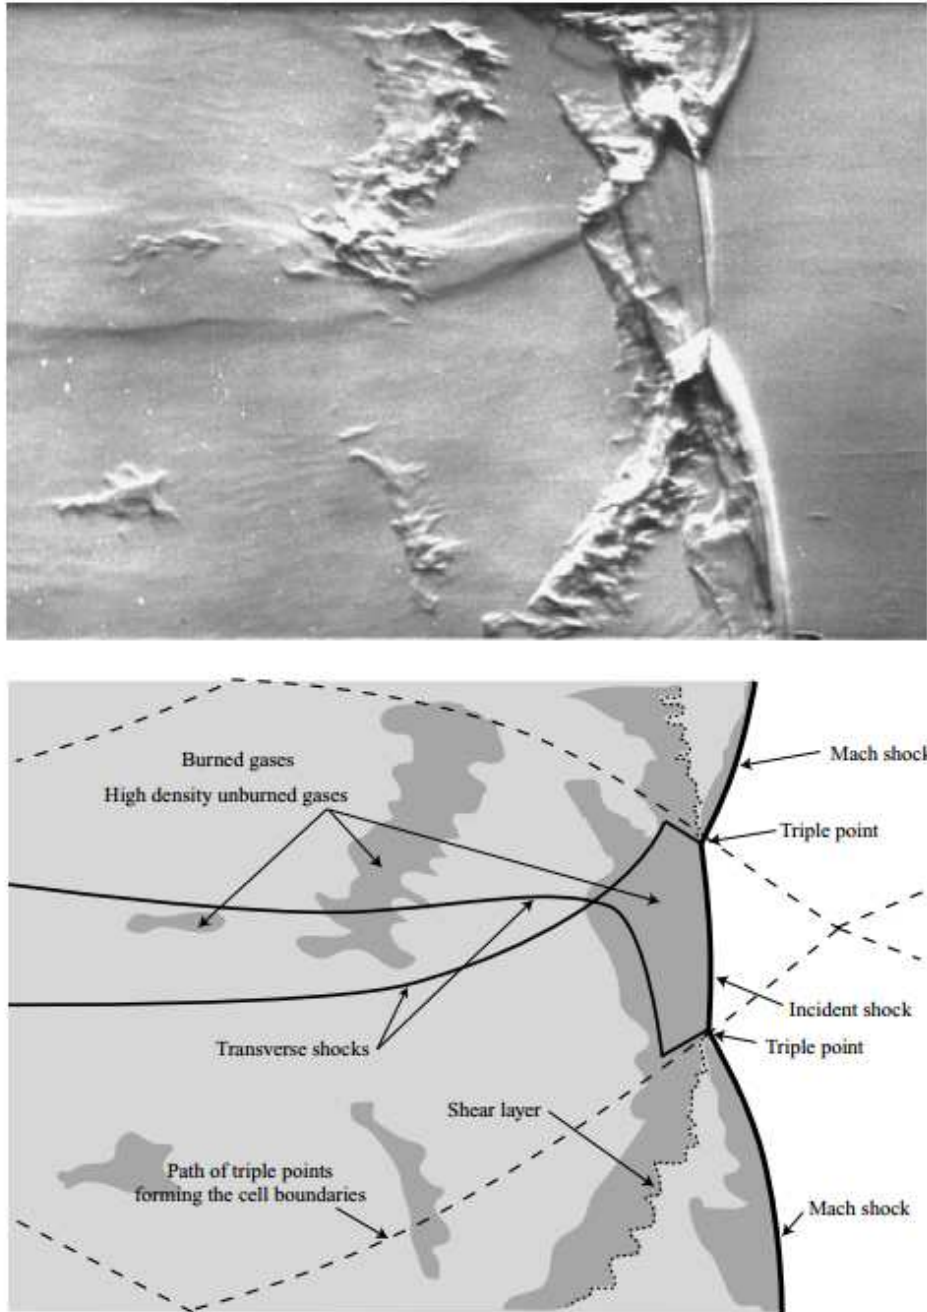 Burned gases
High density unburned gases
Mach shock
Triple point
Incident shock
Triple point
Transverse shocks
Shear layer
Path of triple points
forming the cell boundaries
Mach shock